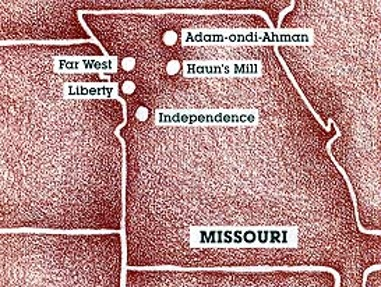 Adam-ondi-Ahman
Far West
Haun's Mill
Liberty
Independence
MISSOURI